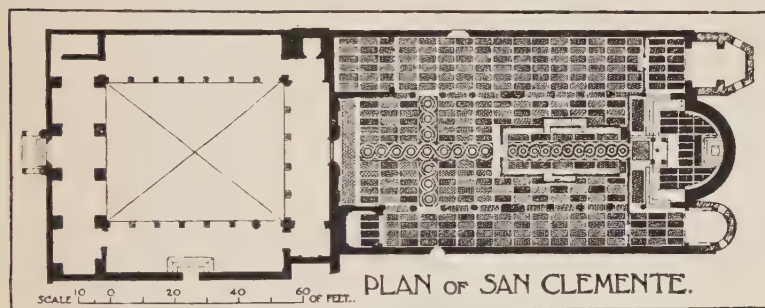 PLAN OF SAN CLEMENTE.
SCALE 10 0 20 40 60 OF FEET..